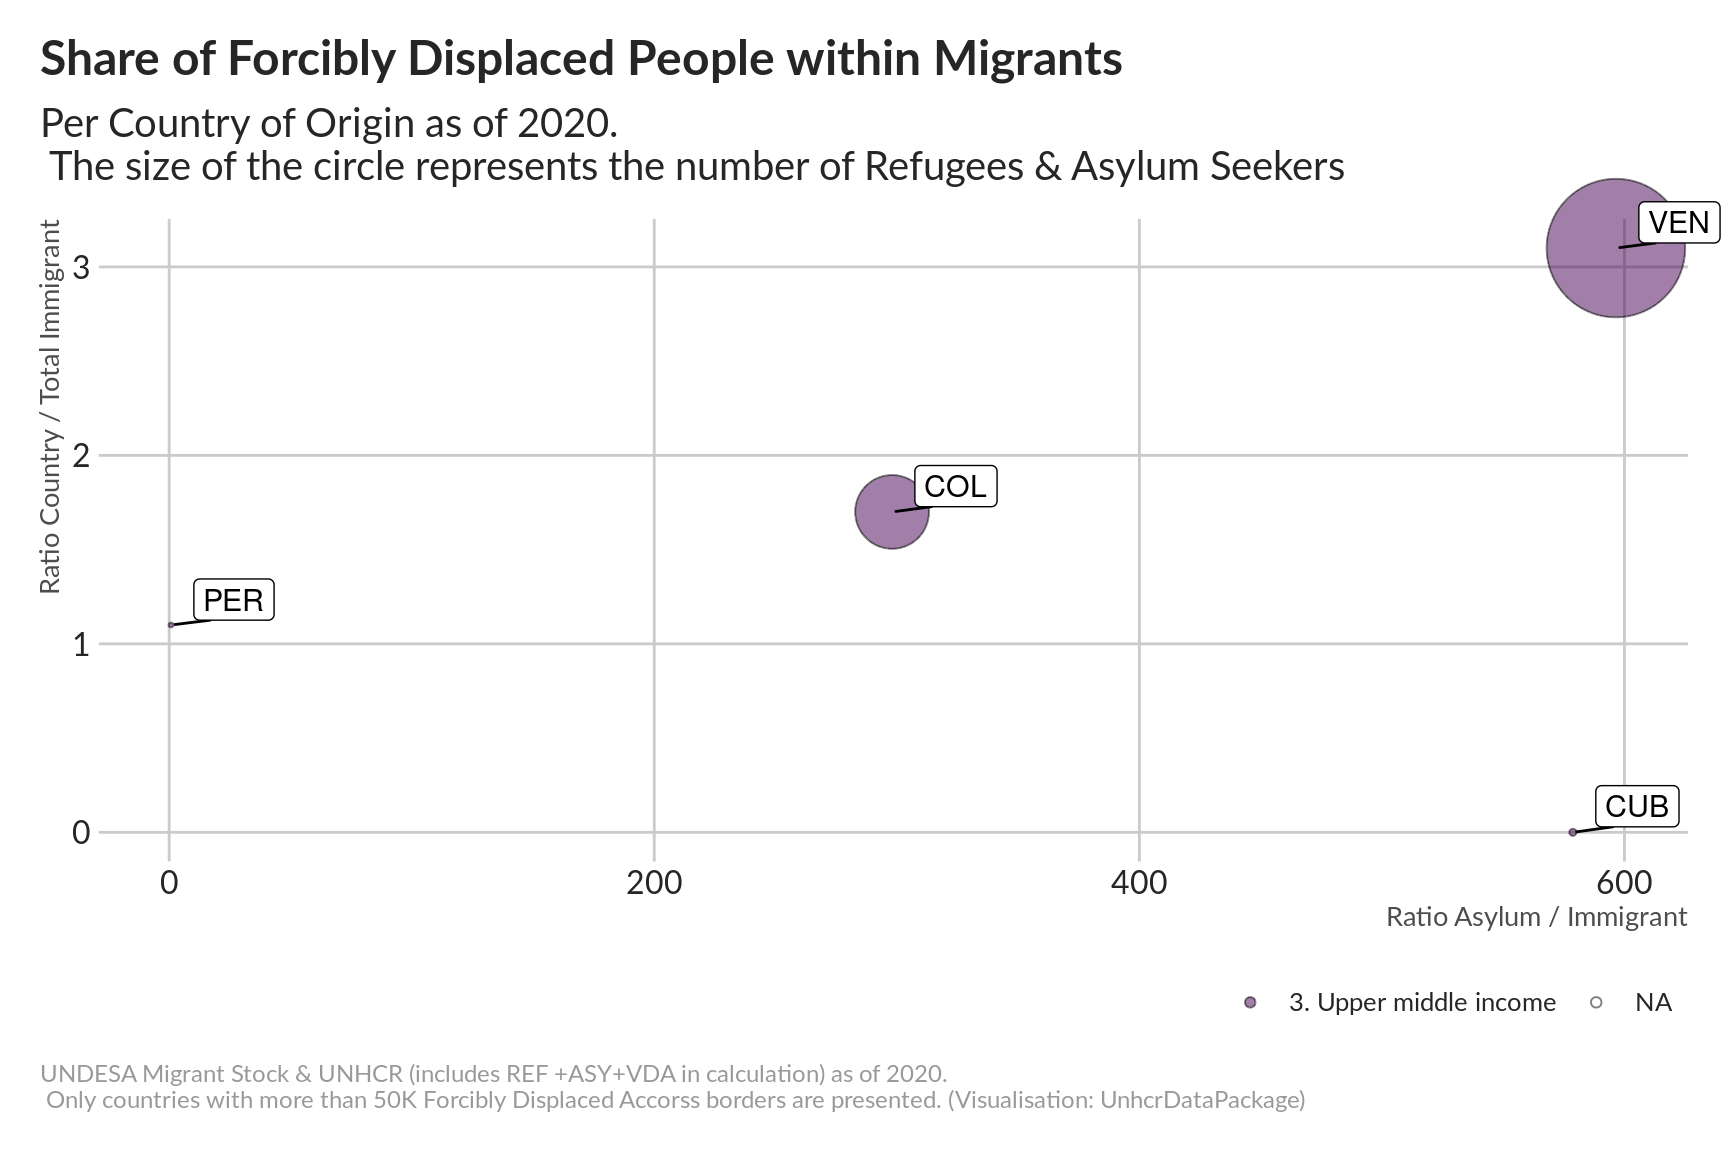 Share of Forcibly Displaced People within Migrants
Per Country of Origin as of 2020.
The size of the circle represents the number of Refugees & Asylum Seekers
Ratio Country / Total Immigrant
3
2
1
0
VEN
COL
PER
CUB
0
200
400
600
Ratio Asylum / Immigrant
3. Upper middle income
NA
UNDESA Migrant Stock & UNHCR (includes REF +ASY+VDA in calculation) as of 2020.
Only countries with more than 50K Forcibly Displaced Accorss borders are presented. (Visualisation: UnhcrDataPackage)